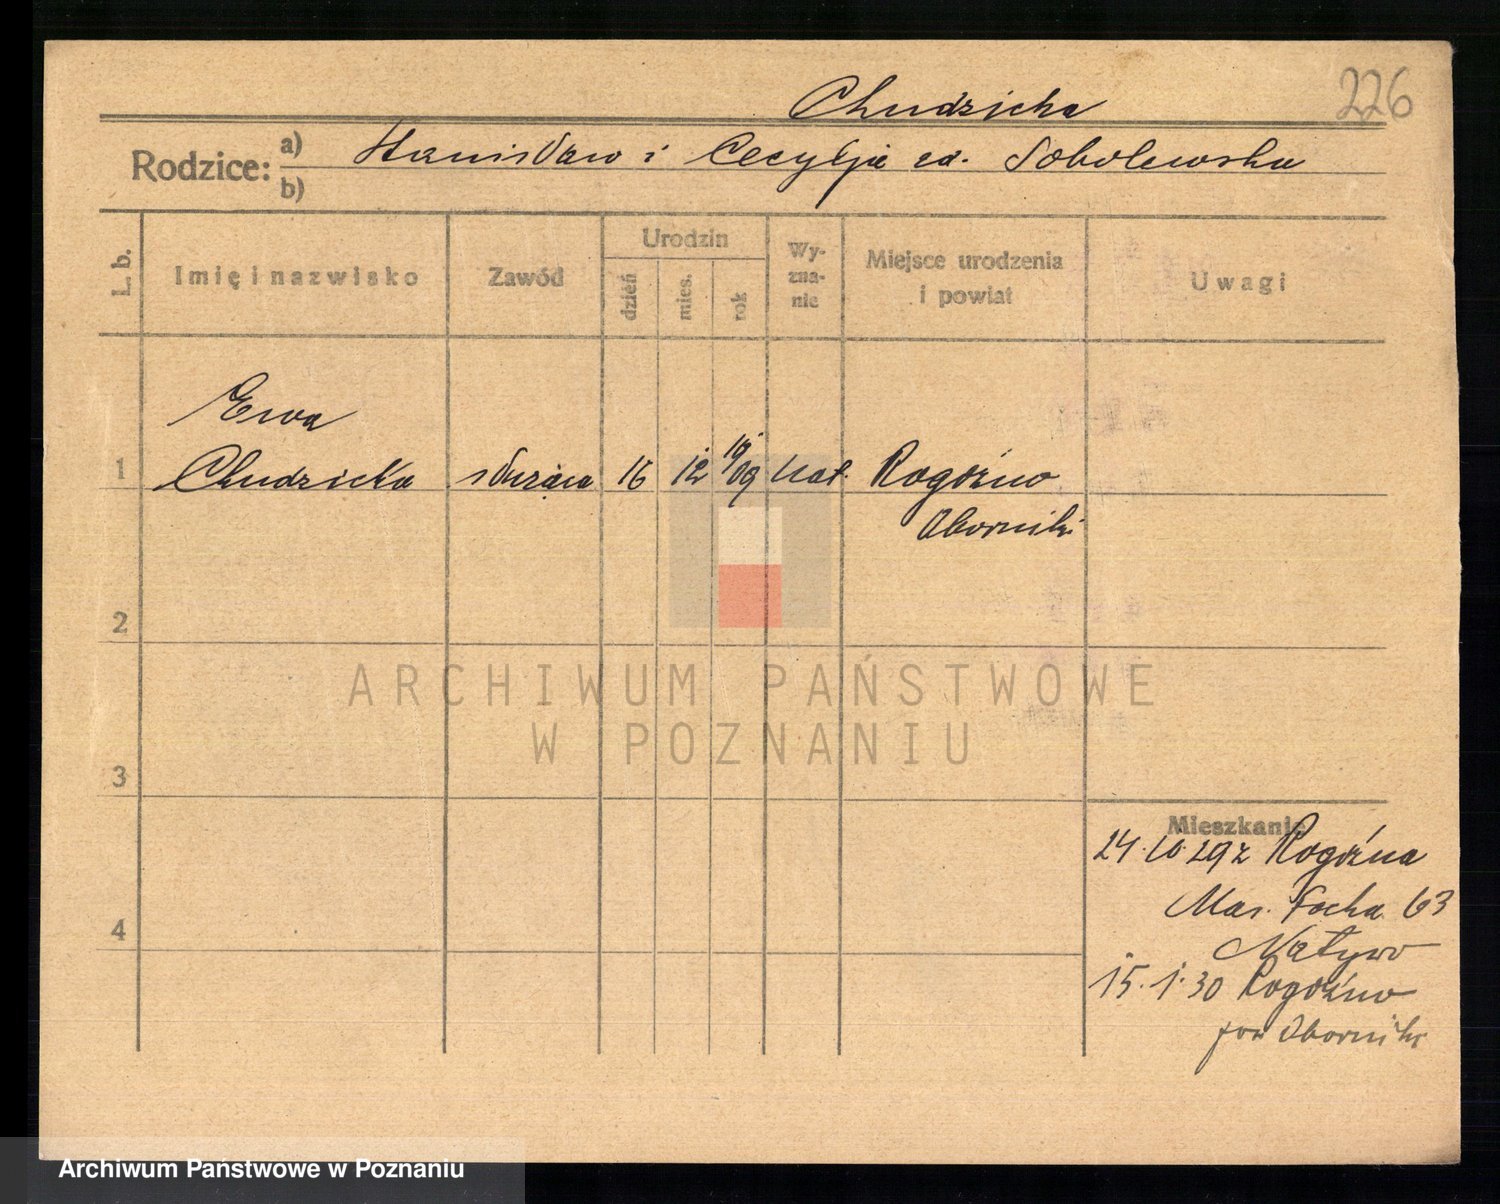 226
Chudzicka
Rodzice:
a) Stanisław i Cecylja zd. Sobolewska
b)
L. b.
Imię i nazwisko
Zawód
Urodzin
dzień
mies.
rok
Wy-
zna-
nie
Miejsce urodzenia
i powiat
Uwagi
Ewa
1 Chudzicka służąca 16 12 19/09 kat. Rogoźno
Oborniki
2
3
4
ARCHIWUM PAŃSTWOWE
W POZNANIU
Mieszkanie
24.10.29 z Rogoźna
Mar. Focha 63
15.1.30 Rogoźno
pow Oborniki
Archiwum Państwowe w Poznaniu